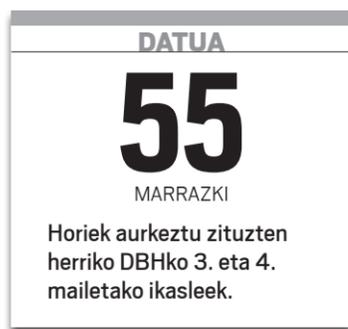 DATUA
55
MARRAZKI
Horiek aurkeztu zituzten
herriko DBHko 3. eta 4.
mailetako ikasleek.